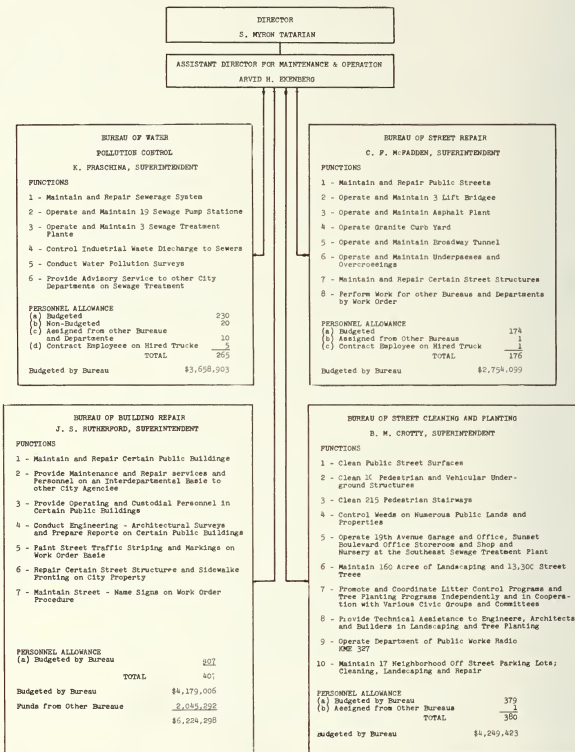 DIRECTOR
S. MYRON TATARIAN
ASSISTANT DIRECTOR FOR MAINTENANCE & OPERATION
ARVID H. EKENBERG
BUREAU OF WATER
POLLUTION CONTROL
K. FRASCHINA, SUPERINTENDENT
FUNCTIONS
1 - Maintain and Repair Sewerage System
2 - Operate and Maintain 19 Sewage Pump Stations
3 - Operate and Maintain 3 Sewage Treatment
Plants
4 - Control Industrial Waste Discharge to Sewers
5 - Conduct Water Pollution Surveys
6 - Provide Advisory Service to other City
Departments on Sewage Treatment
PERSONNEL ALLOWANCE
(a) Budgeted 230
(b) Non-Budgeted 20
(c) Assigned from other Bureaus
and Departments 10
(d) Contract Employees on Hired Trucks 5
TOTAL 265
Budgeted by Bureau $3,658,903
BUREAU OF STREET REPAIR
C. F. McFADDEN, SUPERINTENDENT
FUNCTIONS
1 - Maintain and Repair Public Streets
2 - Operate and Maintain 3 Lift Bridges
3 - Operate and Maintain Asphalt Plant
4 - Operate Granite Curb Yard
5 - Operate and Maintain Broadway Tunnel
6 - Operate and Maintain Underpasses and
Overcrossings
7 - Maintain and Repair Certain Street Structures
8 - Perform Work for other Bureaus and Departments
by Work Order
PERSONNEL ALLOWANCE
(a) Budgeted 174
(b) Assigned from Other Bureaus 1
(c) Contract Employee on Hired Truck 1
TOTAL 176
Budgeted by Bureau $2,754,099
BUREAU OF BUILDING REPAIR
J. S. RUTHERFORD, SUPERINTENDENT
FUNCTIONS
1 - Maintain and Repair Certain Public Buildings
2 - Provide Maintenance and Repair services and
Personnel on an Interdepartmental Basis to
other City Agencies
3 - Provide Operating and Custodial Personnel in
Certain Public Buildings
4 - Conduct Engineering - Architectural Surveys
and Prepare Reports on Certain Public Buildings
5 - Paint Street Traffic Striping and Markings on
Work Order Basis
6 - Repair Certain Street Structures and Sidewalks
Fronting on City Property
7 - Maintain Street - Name Signs on Work Order
Procedure
PERSONNEL ALLOWANCE
(a) Budgeted by Bureau
TOTAL
Budgeted by Bureau $4,179,006
Funds from Other Bureaus 2,045,292
$6,224,298
BUREAU OF STREET CLEANING AND PLANTING
B. M. CROTTY, SUPERINTENDENT
FUNCTIONS
1 - Clean Public Street Surfaces
2 - Clean Pedestrian and Vehicular Under-
ground Structures
3 - Clean 215 Pedestrian Stairways
4 - Control Weeds on Numerous Public Lands and
Properties
5 - Operate 19th Avenue Garage and Office, Sunset
Boulevard Office Storeroom and Shop and
Nursery at the Southeast Sewage Treatment Plant
6 - Maintain 160 Acres of Landscaping and 13,300 Street
Trees
7 - Promote and Coordinate Litter Control Programs and
Tree Planting Programs Independently and in Coopera-
tion with Various Civic Groups and Committees
8 - Provide Technical Assistance to Engineers, Architects
and Builders in Landscaping and Tree Planting
9 - Operate Department of Public Works Radio
KME 327
10 - Maintain 17 Neighborhood Off Street Parking Lots;
Cleaning, Landscaping and Repair
PERSONNEL ALLOWANCE
(a) Budgeted by Bureau 379
(b) Assigned from Other Bureaus 1
TOTAL 380
Budgeted by Bureau $4,249,423